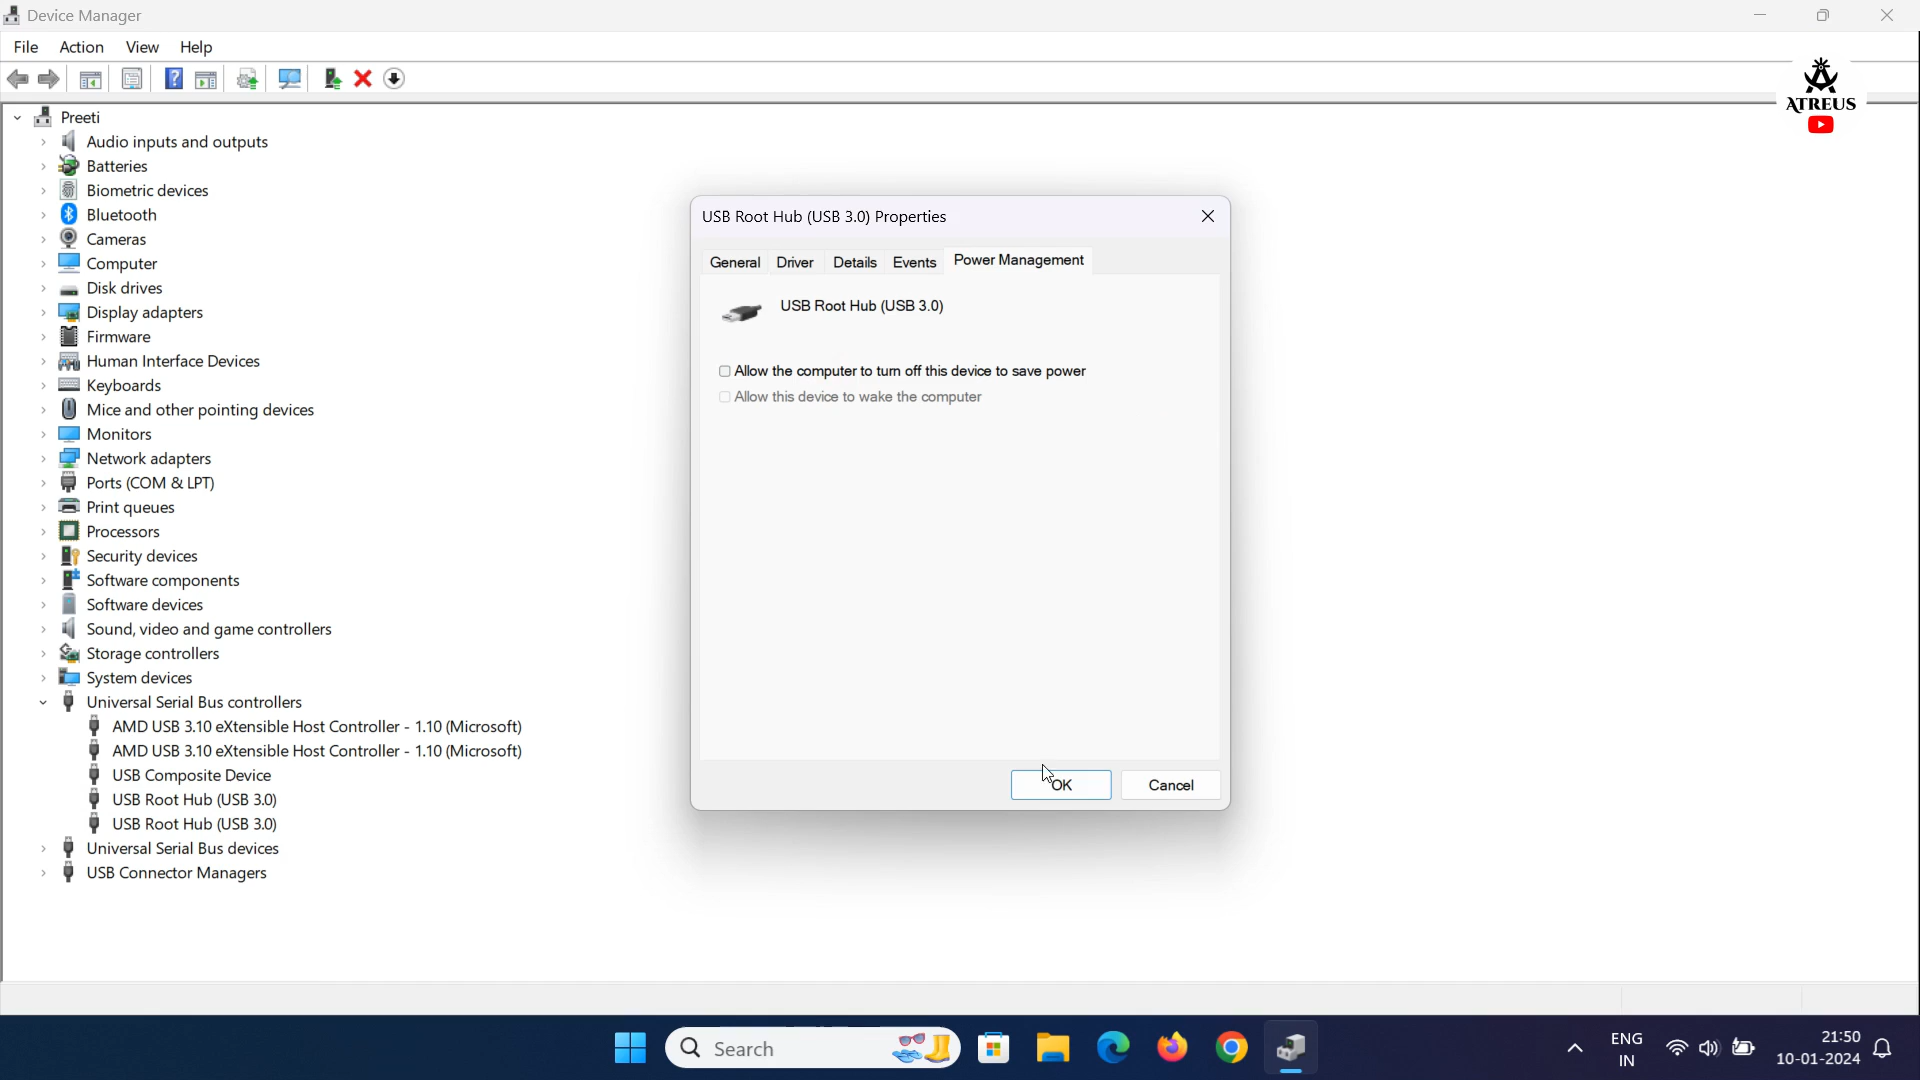 Device Manager
File Action View Help
ATREUS
Preeti
Audio inputs and outputs
Batteries
Biometric devices
Bluetooth
Cameras
Computer
Disk drives
Display adapters
Firmware
Human Interface Devices
Keyboards
Mice and other pointing devices
Monitors
Network adapters
Ports (COM & LPT)
Print queues
Processors
Security devices
Software components
Software devices
Sound, video and game controllers
Storage controllers
System devices
Universal Serial Bus controllers
AMD USB 3.10 eXtensible Host Controller - 1.10 (Microsoft)
AMD USB 3.10 eXtensible Host Controller - 1.10 (Microsoft)
USB Composite Device
USB Root Hub (USB 3.0)
USB Root Hub (USB 3.0)
Universal Serial Bus devices
USB Connector Managers
USB Root Hub (USB 3.0) Properties
General Driver Details Events Power Management
USB Root Hub (USB 3.0)
Allow the computer to turn off this device to save power
Allow this device to wake the computer
OK Cancel
Search
ENG
IN
21:50
10-01-2024